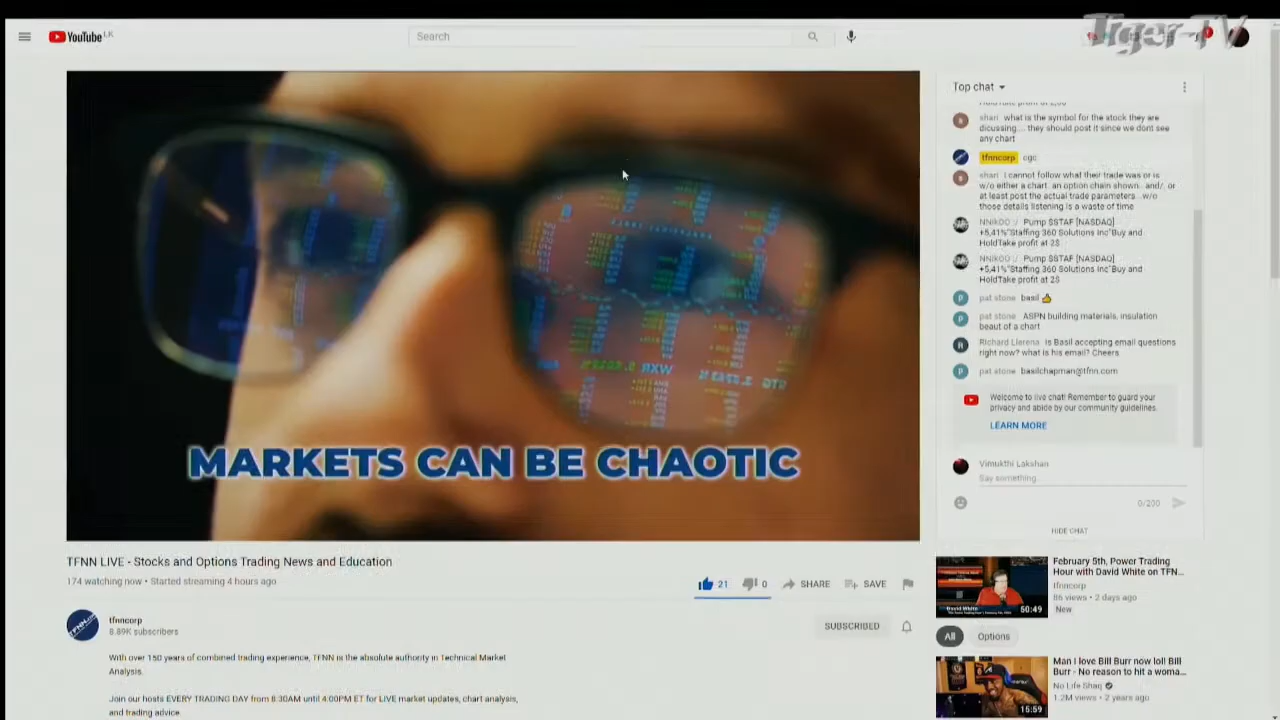 Tiger-TV
YouTube LK
Search
Top chat
shari what is the symbol for the stock they are
dicussing.... they should post it since we dont see
any chart
tfnncorp cgc
shari I cannot follow what their trade was or is
w/o either a chart, an option chain shown...and/. or
at least post the actual trade parameters...w/o
those details listening is a waste of time
Pump $STAF [NASDAQ]
+5,41%"Staffing 360 Solutions Inc"Buy and
HoldTake profit at 2$
Pump $STAF [NASDAQ]
+5,41%"Staffing 360 Solutions Inc"Buy and
HoldTake profit at 2$
pat stone basil 👍
pat stone ASPN building materials, insulation
beaut of a chart
Richard Llerena is Basil accepting email questions
right now? what is his email? Cheers
pat stone basilchapman@tfnn.com
Welcome to live chat! Remember to guard your
privacy and abide by our community guidelines.
LEARN MORE
Vimukthi Lakshan
Say something...
0/200
HIDE CHAT
MARKETS CAN BE CHAOTIC
TFNN LIVE - Stocks and Options Trading News and Education
174 watching now • Started streaming 4 hours ago
21 0 SHARE SAVE
tfnncorp
8.89K subscribers
SUBSCRIBED
With over 150 years of combined trading experience, TFNN is the absolute authority in Technical Market
Analysis.
Join our hosts EVERY TRADING DAY from 8:30AM until 4:00PM ET for LIVE market updates, chart analysis,
and trading advice
February 5th, Power Trading
Hour with David White on TFN...
tfnncorp
86 views • 2 days ago
New
David White
50:49
All Options
Man I love Bill Burr now lol! Bill
Burr - No reason to hit a woma...
No Life Shaq
1.2M views • 2 years ago
15:59